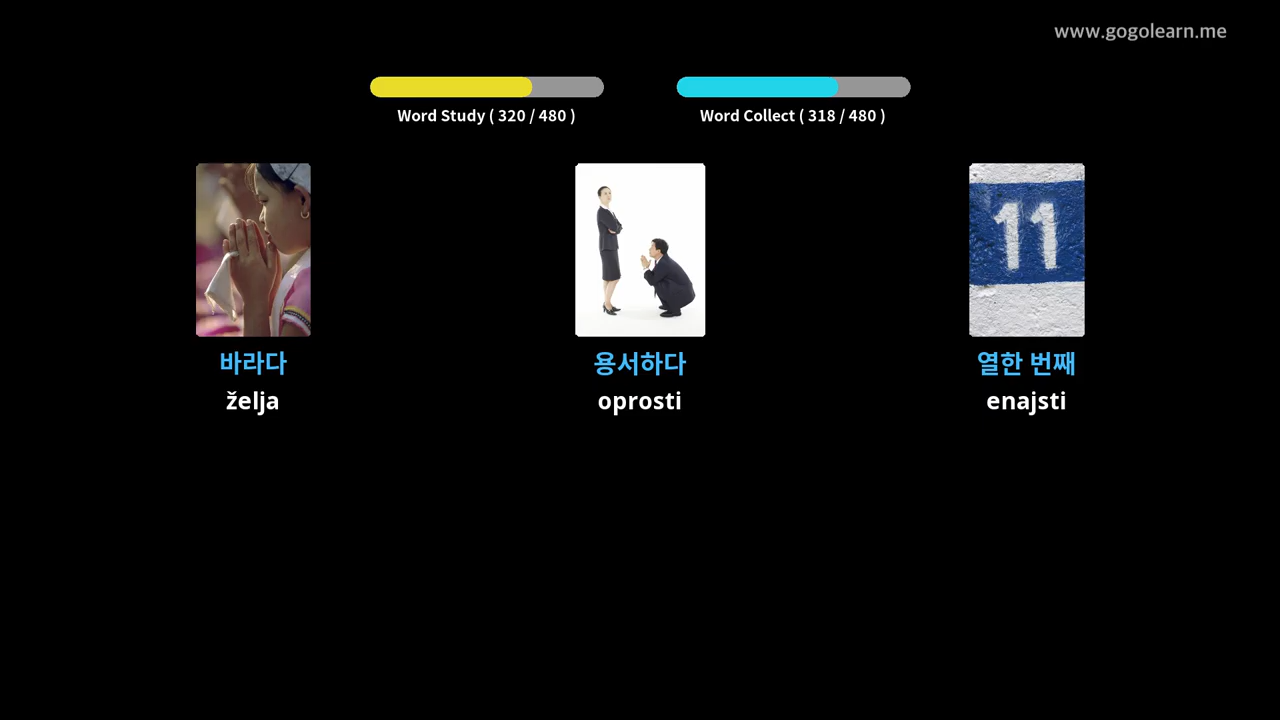 www.gogolearn.me
Word Study ( 320 / 480 )
Word Collect ( 318 / 480 )
11
바라다
용서하다
열한 번째
želja
oprosti
enajsti